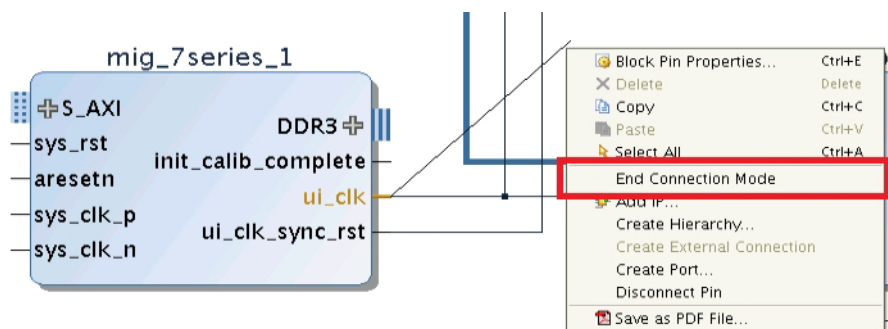 mig_7series_1
S_AXI
sys_rst
aresetn
sys_clk_p
sys_clk_n
DDR3
init_calib_complete
ui_clk
ui_clk_sync_rst
Block Pin Properties... Ctrl+E
Delete Delete
Copy Ctrl+C
Paste Ctrl+V
Select All Ctrl+A
End Connection Mode
Add IP...
Create Hierarchy...
Create External Connection
Create Port...
Disconnect Pin
Save as PDF File...